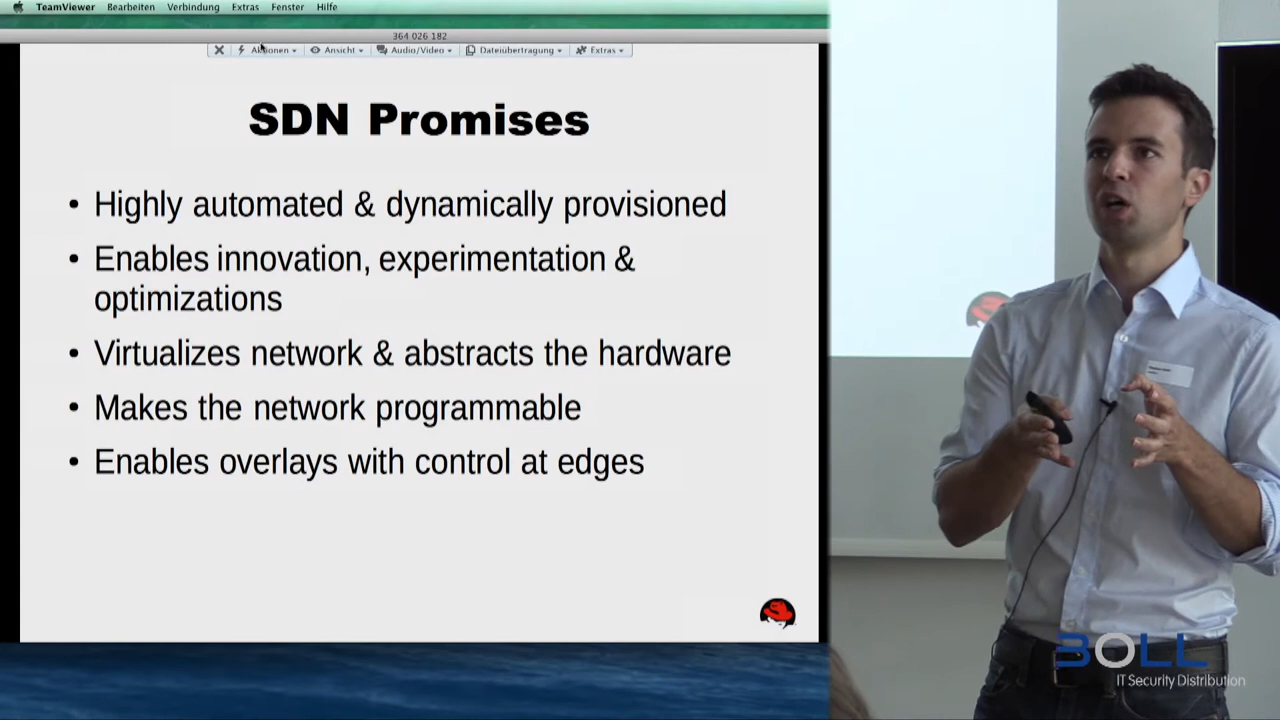 TeamViewer Bearbeiten Verbindung Extras Fenster Hilfe
364 026 182
Aktionen Ansicht Audio/Video Dateiübertragung Extras
SDN Promises
• Highly automated & dynamically provisioned
• Enables innovation, experimentation &
optimizations
• Virtualizes network & abstracts the hardware
• Makes the network programmable
• Enables overlays with control at edges
BOLL
IT Security Distribution